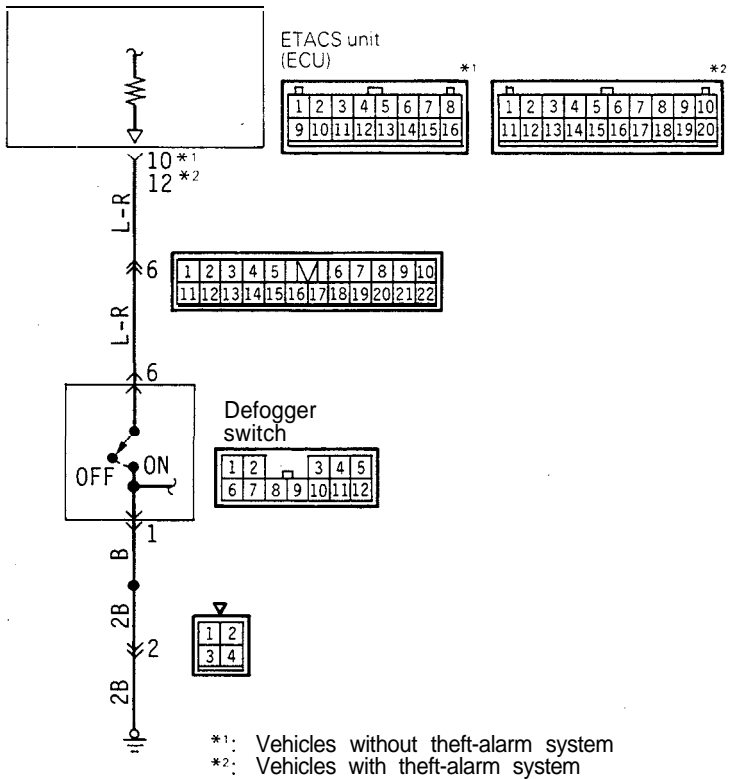 ETACS unit
(ECU)
*1
*2
1 2 3 4 5 6 7 8
9 10 11 12 13 14 15 16
1 2 3 4 5 6 7 8 9 10
11 12 13 14 15 16 17 18 19 20
10 *1
12 *2
L-R
6
1 2 3 4 5 6 7 8 9 10
11 12 13 14 15 16 17 18 19 20 21 22
L-R
6
Defogger
switch
OFF
ON
1 2 3 4 5
6 7 8 9 10 11 12
1
B
2B
1 2
3 4
2
2B
*1: Vehicles without theft-alarm system
*2: Vehicles with theft-alarm system